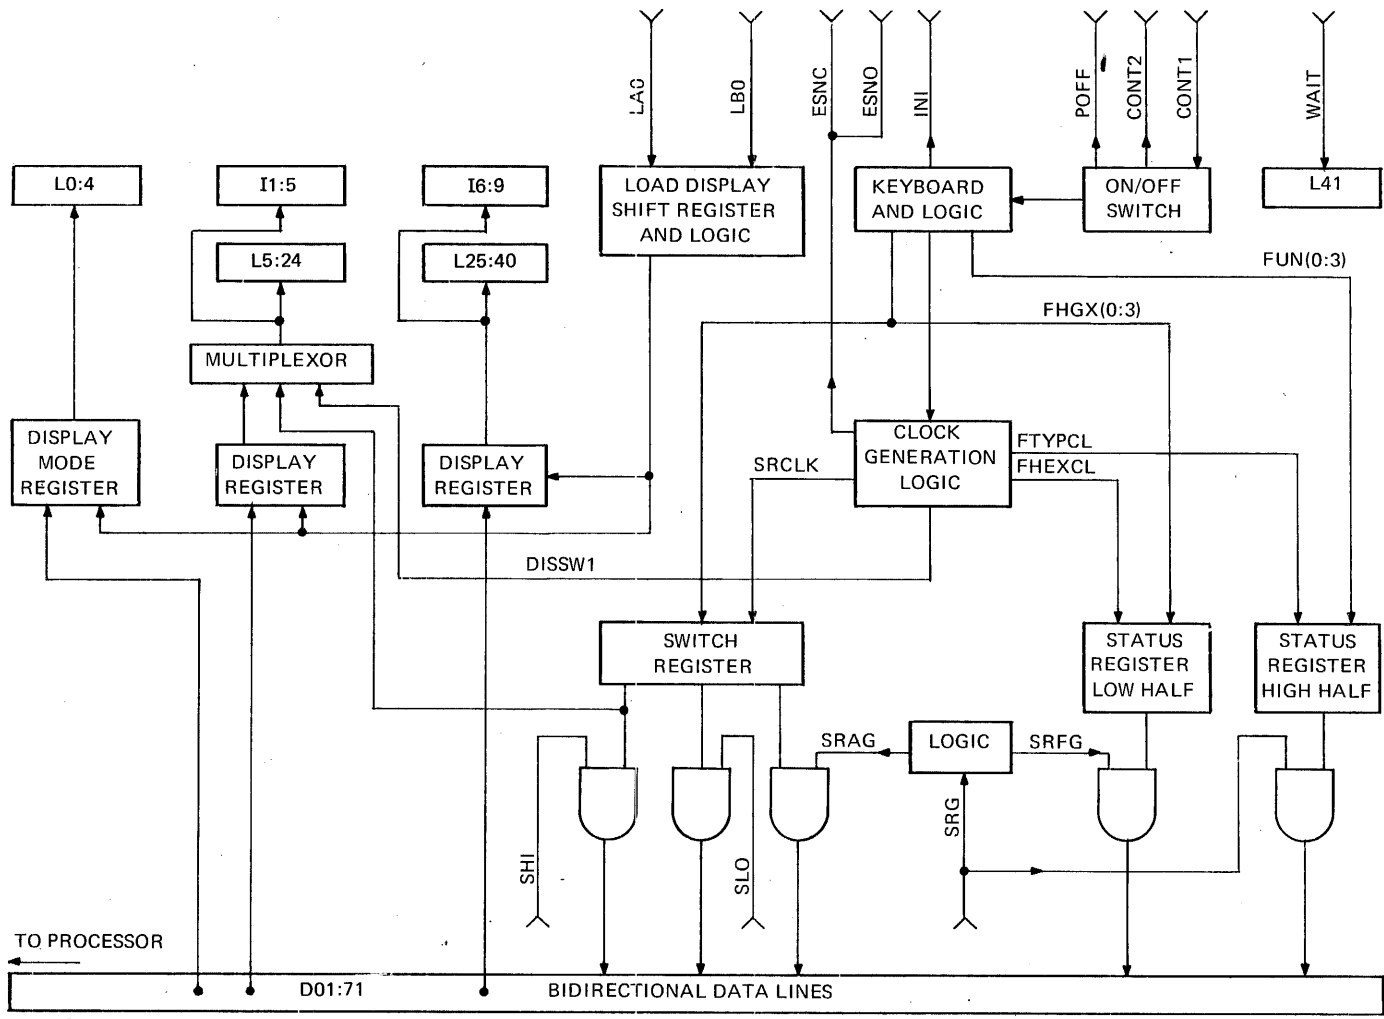 LA0
LB0
ESNC
ESNO
INI
POFF
CONT2
CONT1
WAIT
L0:4
I1:5
I6:9
LOAD DISPLAY
SHIFT REGISTER
AND LOGIC
KEYBOARD
AND LOGIC
ON/OFF
SWITCH
L41
L5:24
L25:40
FUN(0:3)
FHGX(0:3)
MULTIPLEXOR
DISPLAY
MODE
REGISTER
DISPLAY
REGISTER
DISPLAY
REGISTER
SRCLK
CLOCK
GENERATION
LOGIC
FTYPCL
FHEXCL
DISSW1
SWITCH
REGISTER
STATUS
REGISTER
LOW HALF
STATUS
REGISTER
HIGH HALF
SRAG
LOGIC
SRFG
SHI
SLO
SRG
TO PROCESSOR
D01:71
BIDIRECTIONAL DATA LINES